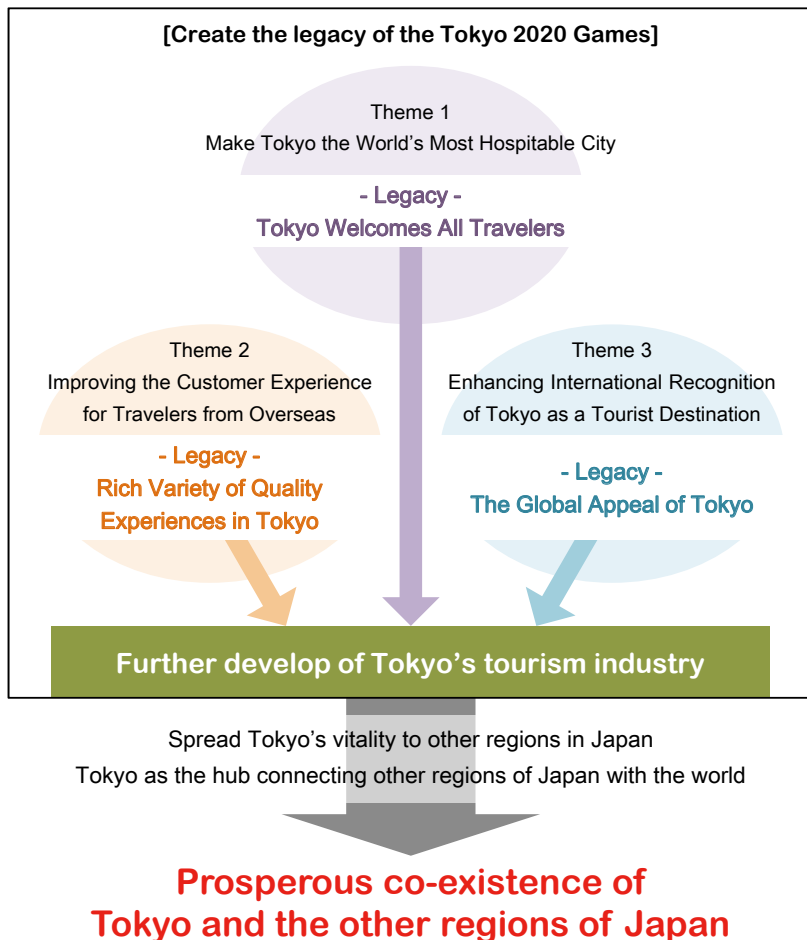 [Create the legacy of the Tokyo 2020 Games]
Theme 1
Make Tokyo the World's Most Hospitable City
- Legacy -
Tokyo Welcomes All Travelers
Theme 2
Improving the Customer Experience
for Travelers from Overseas
- Legacy -
Rich Variety of Quality
Experiences in Tokyo
Theme 3
Enhancing International Recognition
of Tokyo as a Tourist Destination
- Legacy -
The Global Appeal of Tokyo
Further develop of Tokyo's tourism industry
Spread Tokyo's vitality to other regions in Japan
Tokyo as the hub connecting other regions of Japan with the world
Prosperous co-existence of
Tokyo and the other regions of Japan